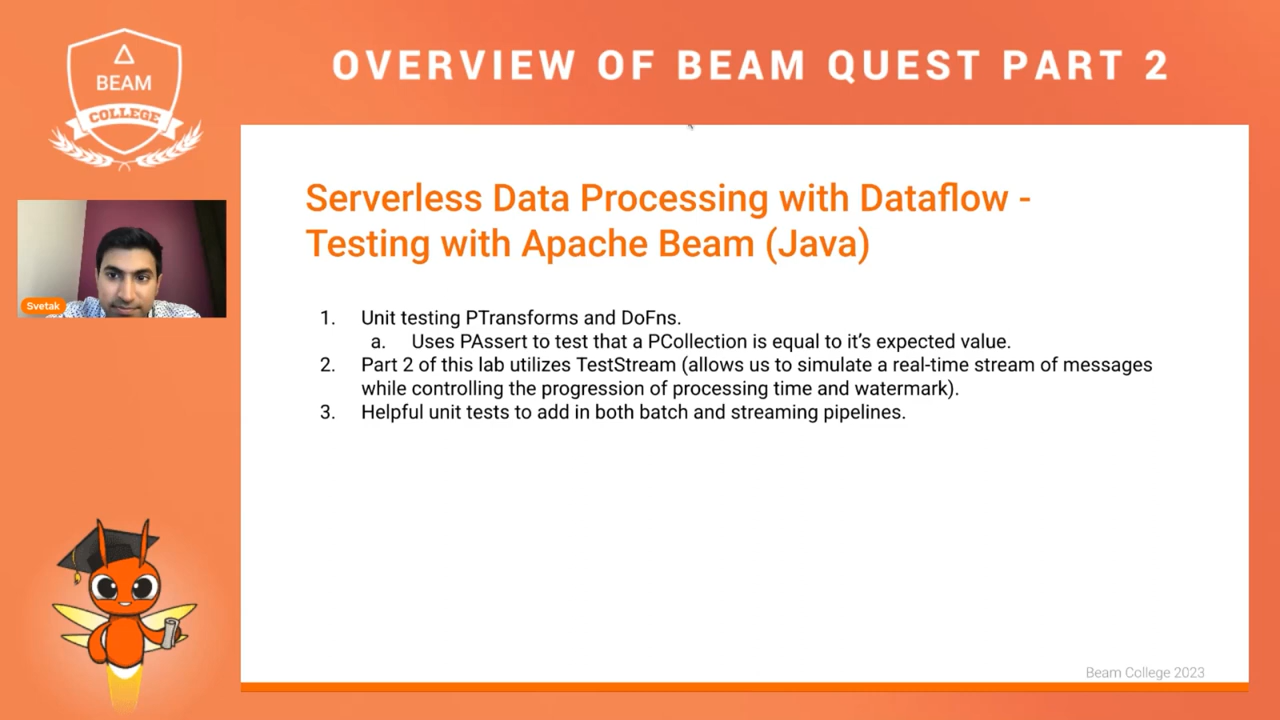 OVERVIEW OF BEAM QUEST PART 2
BEAM
COLLEGE
Serverless Data Processing with Dataflow -
Testing with Apache Beam (Java)
Svetak
1. Unit testing PTransforms and DoFns.
a. Uses PAssert to test that a PCollection is equal to it's expected value.
2. Part 2 of this lab utilizes TestStream (allows us to simulate a real-time stream of messages
while controlling the progression of processing time and watermark).
3. Helpful unit tests to add in both batch and streaming pipelines.
Beam College 2023